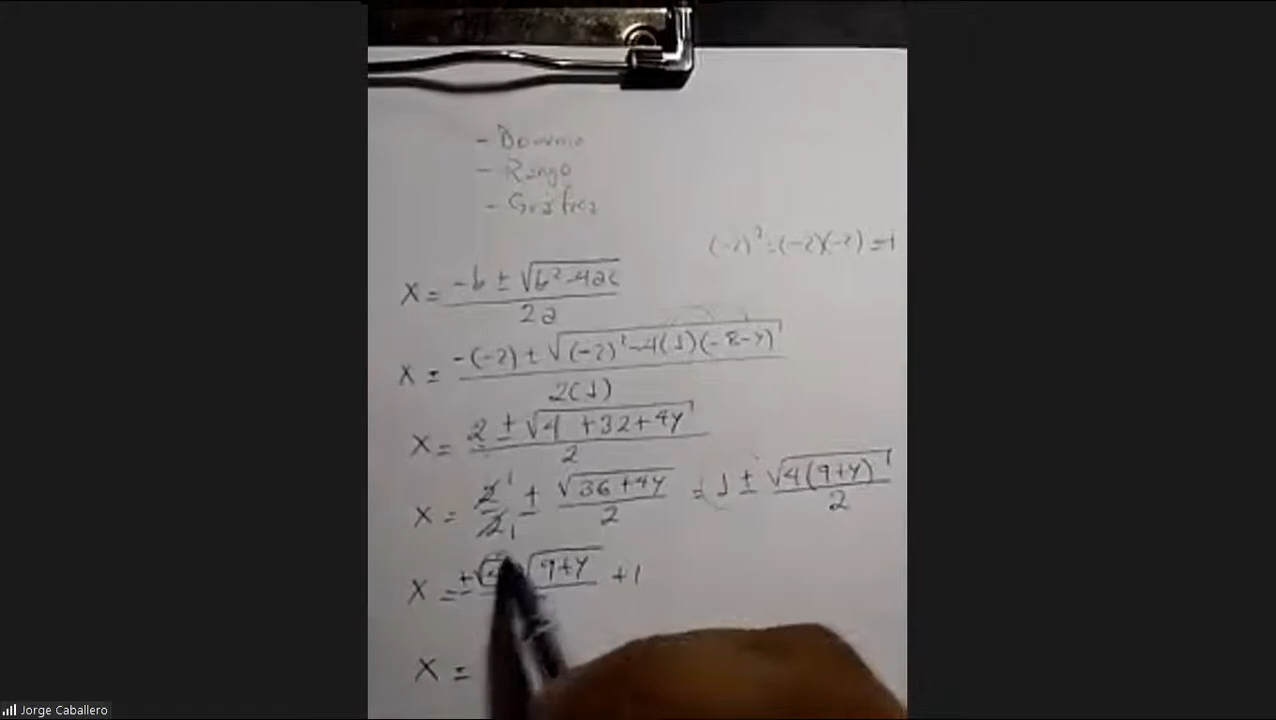 - Dominio
- Rango
- Gráfica
(-2)² = (-2)(-2) = +
X = -b ± √b²-4ac / 2a
X = -(-2) ± √(-2)² -4(1)(-8-y) / 2(1)
X = 2 ± √4 +32+4y / 2
X = 2/2 ± √36+4y / 2 = 1 ± √4(9+y) / 2
X = ± √4 √9+y +1
X =
Jorge Caballero